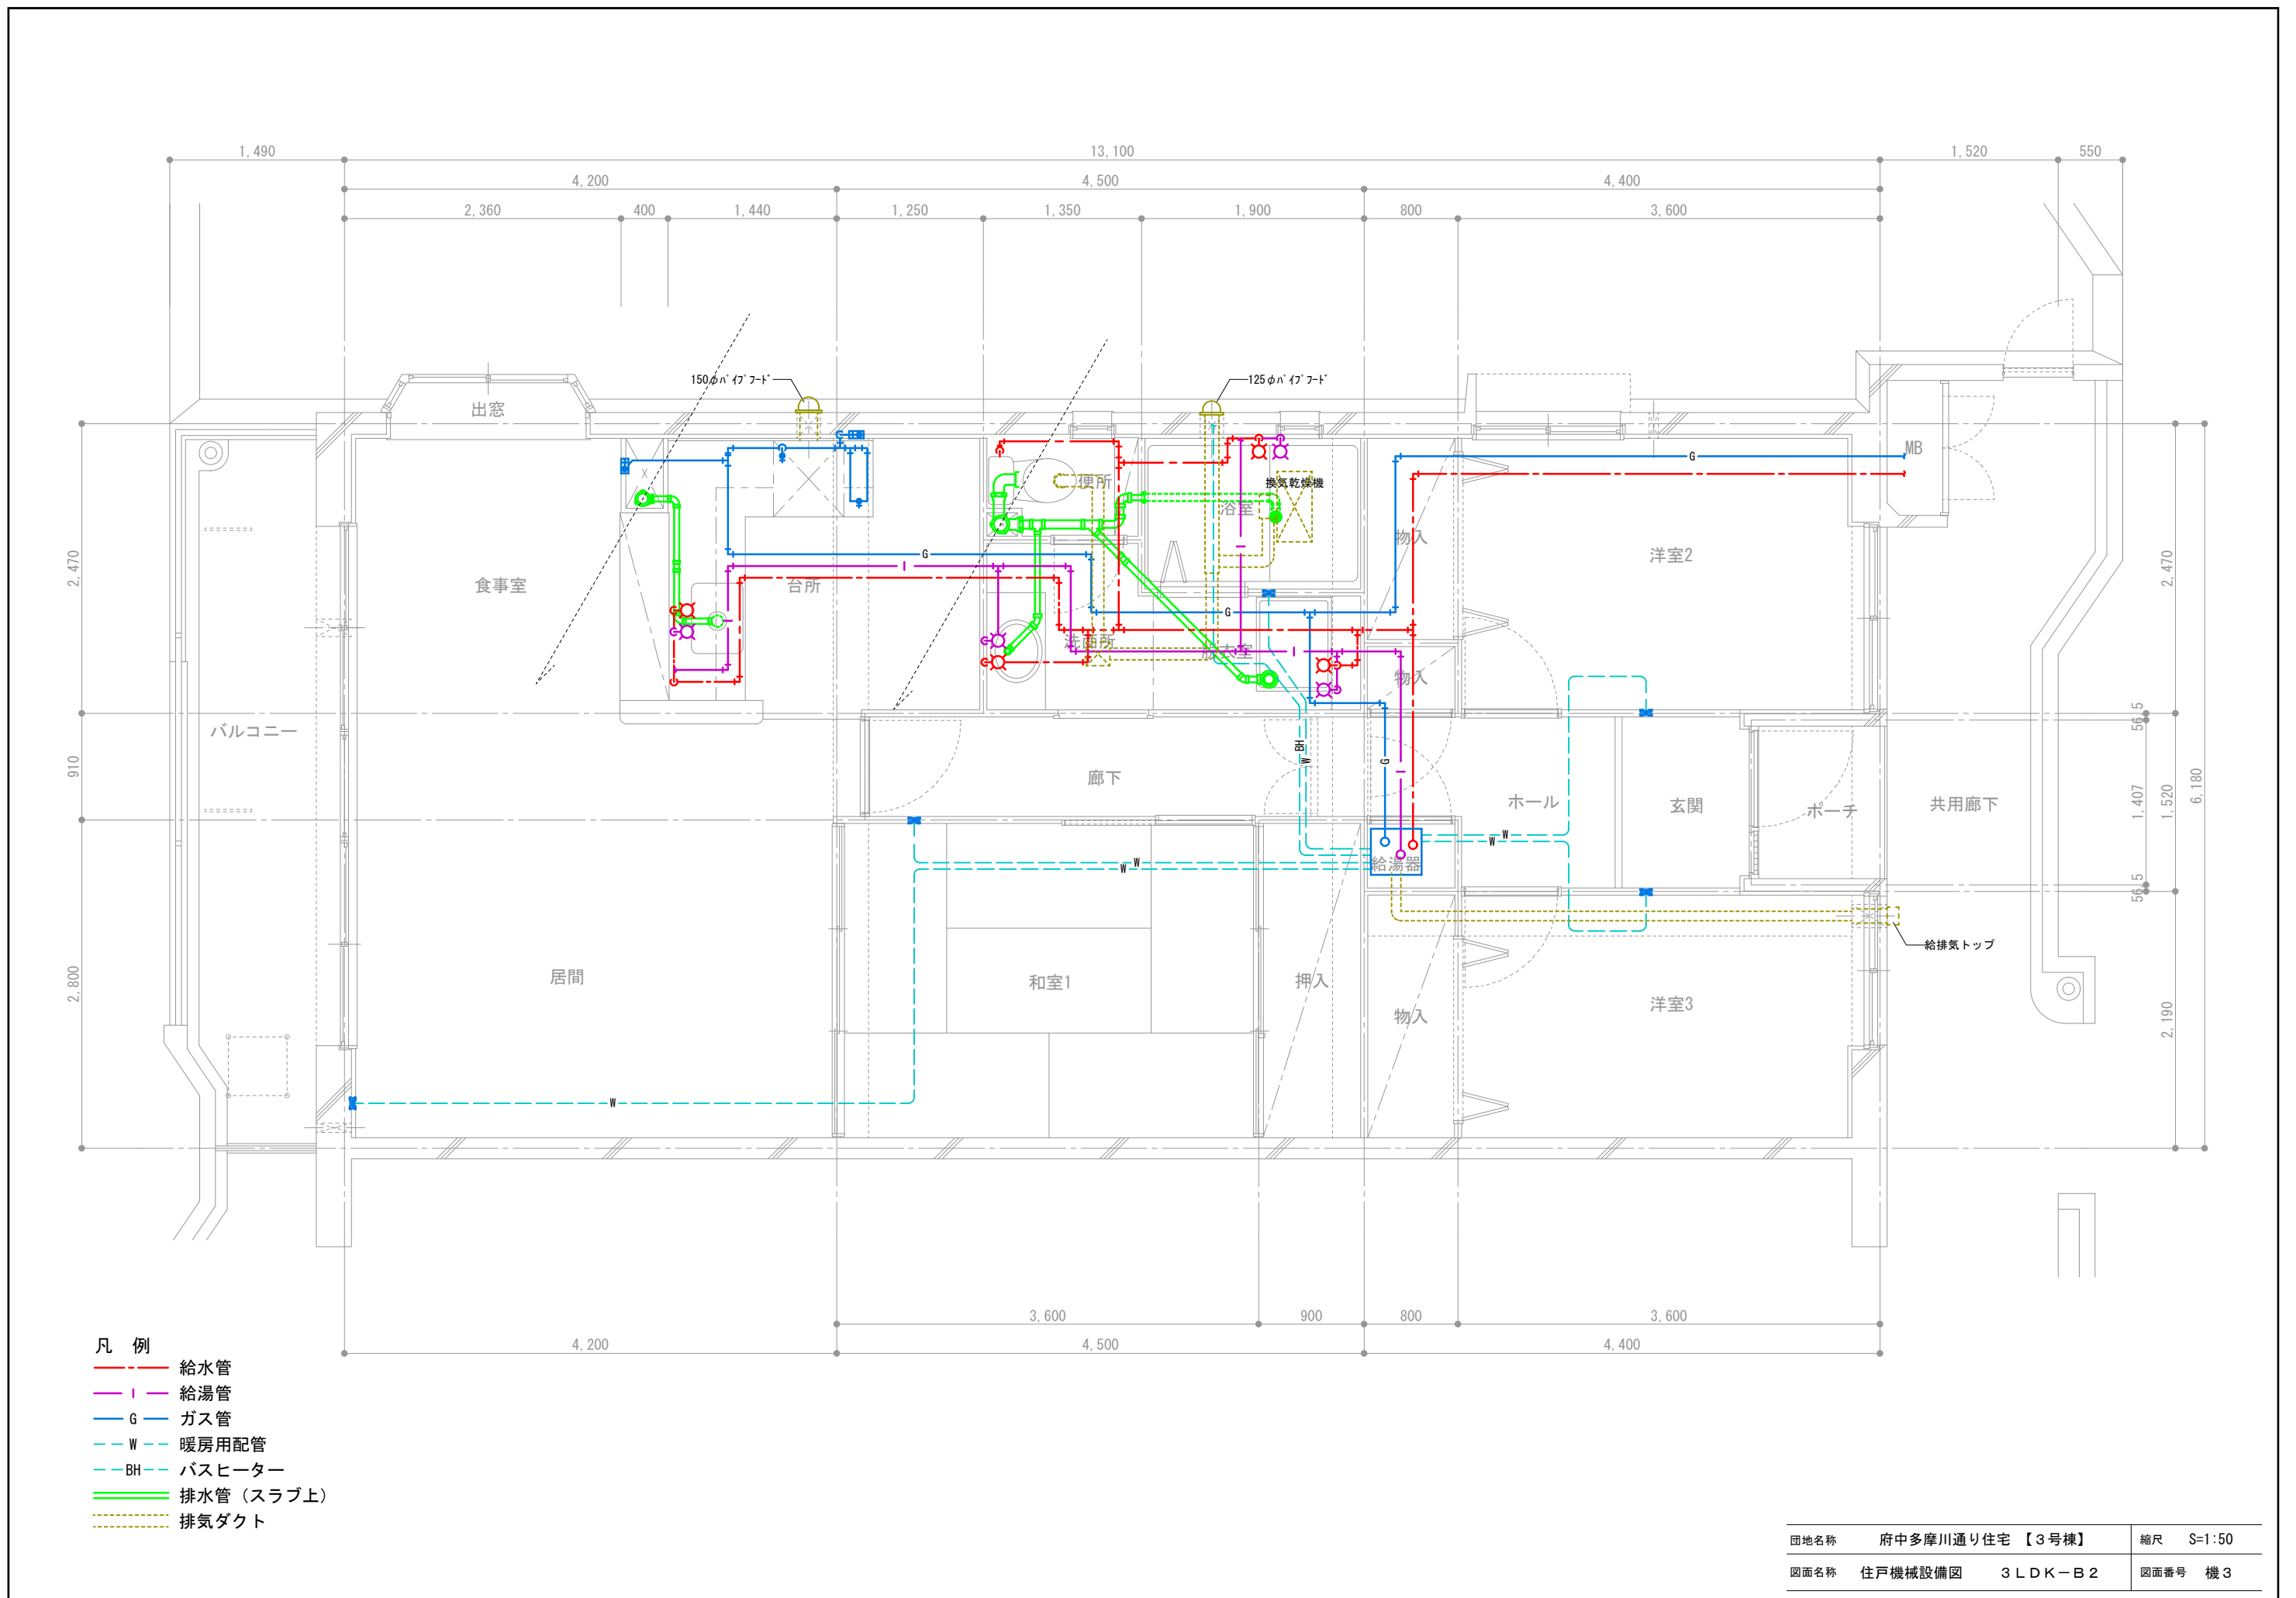 1,490
13,100
1,520
550
4,200
4,500
4,400
2,360
400
1,440
1,250
1,350
1,900
800
3,600
150φﾊﾟｲﾌﾟﾌｰﾄﾞ
125φﾊﾟｲﾌﾟﾌｰﾄﾞ
出窓
MB
G
換気乾燥機
便所
浴室
物入
洋室2
2,470
2,470
食事室
台所
G
I
I
G
洗面所
脱衣室
I
物入
バルコニー
56.5
BH
W
G
I
910
廊下
ホール
玄関
ポーチ
共用廊下
1,407
1,520
6,180
W
W
W
W
給湯器
56.5
給排気トップ
2,800
居間
和室1
押入
物入
洋室3
2,190
W
3,600
900
800
3,600
4,200
4,500
4,400
凡 例
給水管
I 給湯管
G ガス管
W 暖房用配管
BH バスヒーター
排水管（スラブ上）
排気ダクト
団地名称 府中多摩川通り住宅 【３号棟】 縮尺 S=1:50
図面名称 住戸機械設備図 ３ＬＤＫ－Ｂ２ 図面番号 機３